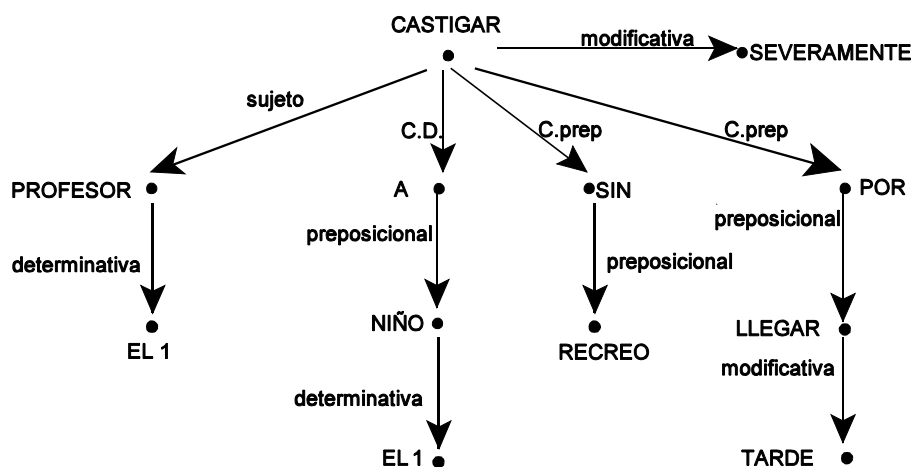 CASTIGAR
modificativa
SEVERAMENTE
sujeto
C.D.
C.prep
C.prep
PROFESOR
A
SIN
POR
determinativa
preposicional
preposicional
preposicional
EL 1
NIÑO
RECREO
LLEGAR
determinativa
modificativa
EL 1
TARDE